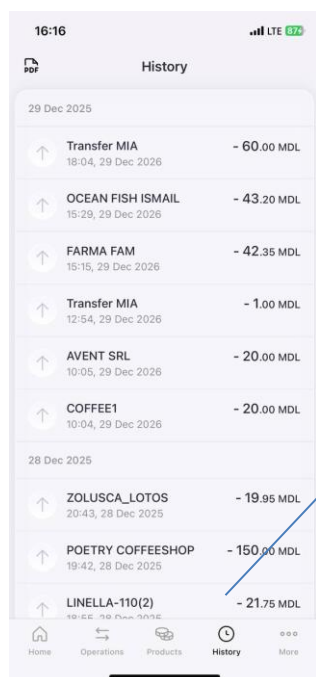 16:16
LTE 87
PDF
History
29 Dec 2025
Transfer MIA - 60.00 MDL
18:04, 29 Dec 2026
OCEAN FISH ISMAIL - 43.20 MDL
15:29, 29 Dec 2026
FARMA FAM - 42.35 MDL
15:15, 29 Dec 2026
Transfer MIA - 1.00 MDL
12:54, 29 Dec 2026
AVENT SRL - 20.00 MDL
10:05, 29 Dec 2026
COFFEE1 - 20.00 MDL
10:04, 29 Dec 2026
28 Dec 2025
ZOLUSCA_LOTOS - 19.95 MDL
20:43, 28 Dec 2025
POETRY COFFEESHOP - 150.00 MDL
19:42, 28 Dec 2025
LINELLA-110(2) - 21.75 MDL
18:55, 28 Dec 2025
Home Operations Products History More